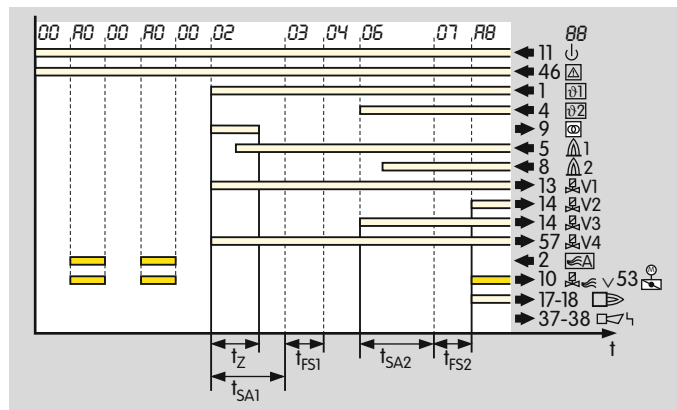 00 A0 00 A0 00 02 03 04 06 07 A8 88
11
46
1 ϑ1
4 ϑ2
9
5 1
8 2
13 V1
14 V2
14 V3
57 V4
2 A
10 53 M
17-18
37-38
t
tZ tFS1 tSA2 tFS2
tSA1